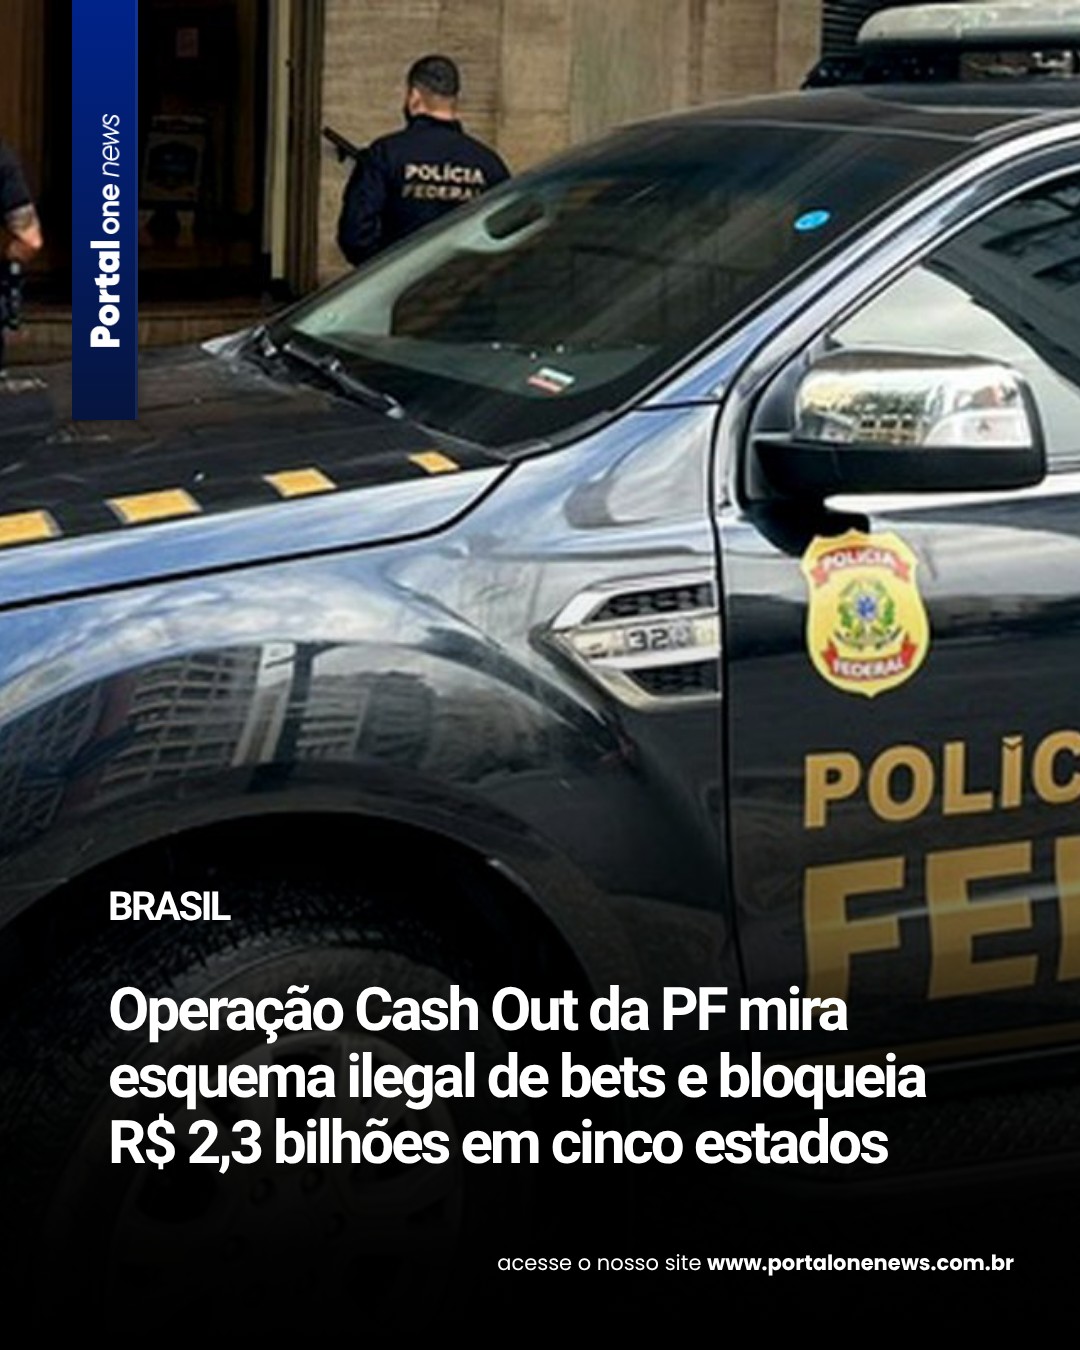 Portal one news
POLÍCIA
FEDERAL
POLÍCIA
FEDERAL
POLÍC
FE
BRASIL
Operação Cash Out da PF mira
esquema ilegal de bets e bloqueia
R$ 2,3 bilhões em cinco estados
acesse o nosso site www.portalonenews.com.br